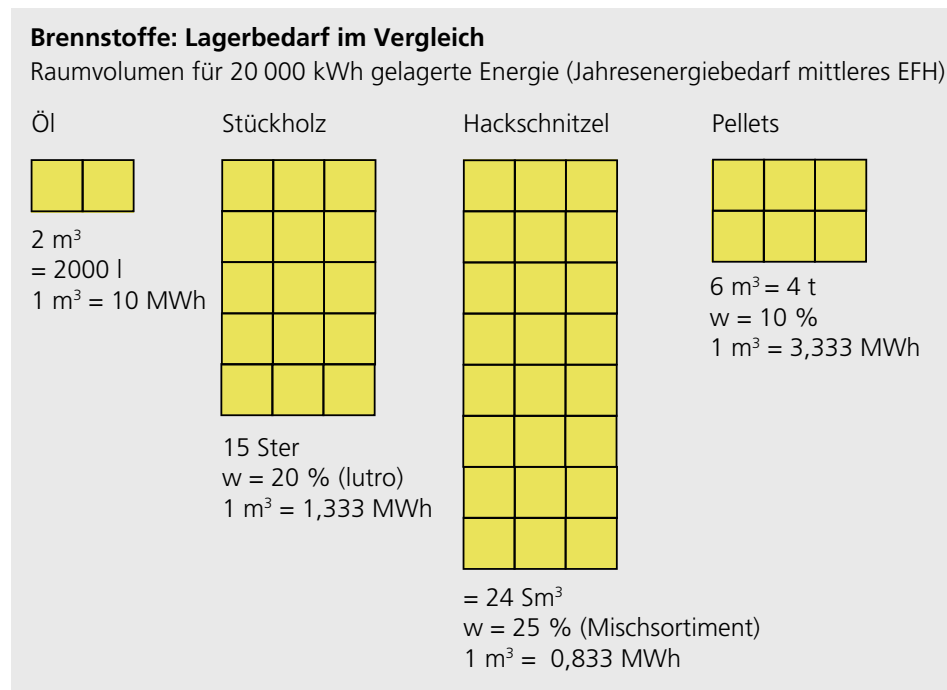 Brennstoffe: Lagerbedarf im Vergleich
Raumvolumen für 20 000 kWh gelagerte Energie (Jahresenergiebedarf mittleres EFH)
Öl
2 m³
= 2000 l
1 m³ = 10 MWh
Stückholz
15 Ster
w = 20 % (lutro)
1 m³ = 1,333 MWh
Hackschnitzel
= 24 Sm³
w = 25 % (Mischsortiment)
1 m³ = 0,833 MWh
Pellets
6 m³ = 4 t
w = 10 %
1 m³ = 3,333 MWh